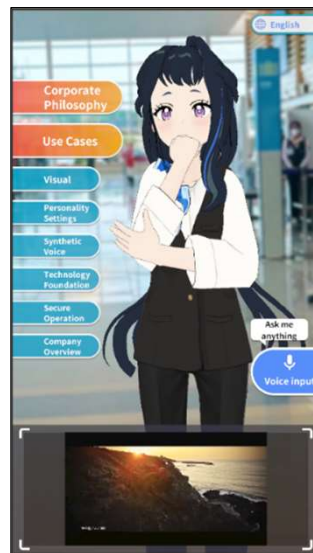 English
Corporate
Philosophy
Use Cases
Visual
Personality
Settings
Synthetic
Voice
Technology
Foundation
Secure
Operation
Company
Overview
Ask me
anything
Voice input